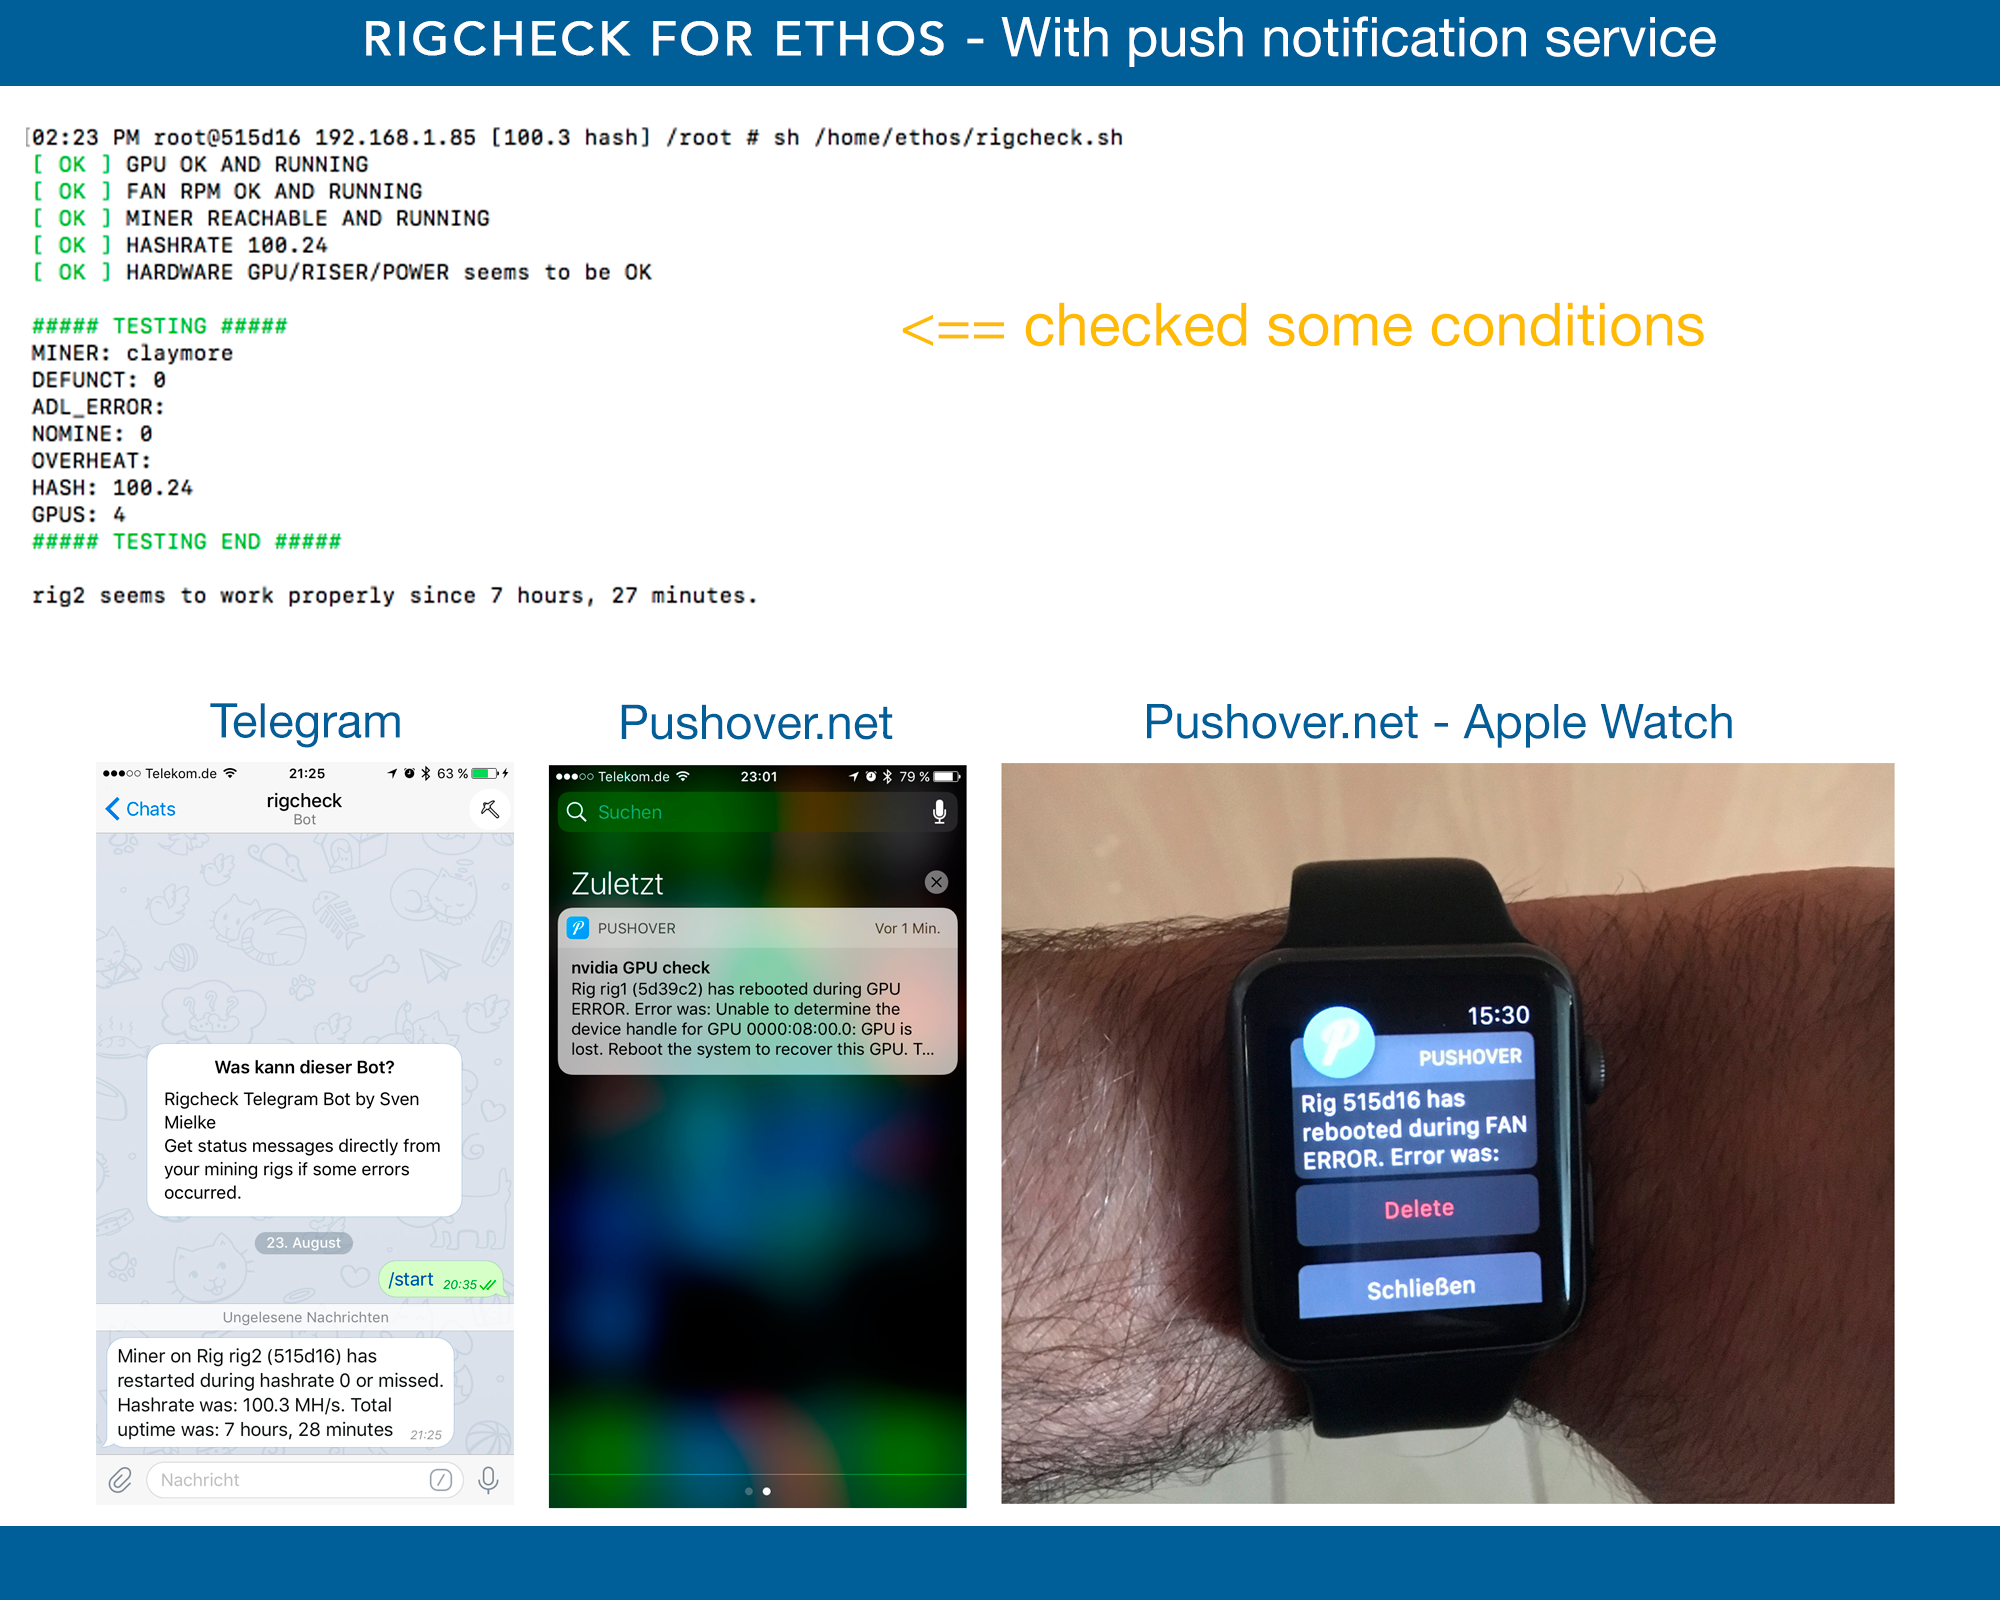 RIGCHECK FOR ETHOS - With push notification service
[02:23 PM root@515d16 192.168.1.85 [100.3 hash] /root # sh /home/ethos/rigcheck.sh
[ OK ] GPU OK AND RUNNING
[ OK ] FAN RPM OK AND RUNNING
[ OK ] MINER REACHABLE AND RUNNING
[ OK ] HASHRATE 100.24
[ OK ] HARDWARE GPU/RISER/POWER seems to be OK
##### TESTING #####
<== checked some conditions
MINER: claymore
DEFUNCT: 0
ADL_ERROR:
NOMINE: 0
OVERHEAT:
HASH: 100.24
GPUS: 4
##### TESTING END #####
rig2 seems to work properly since 7 hours, 27 minutes.
Telegram
Telekom.de 21:25 63 %
Chats
rigcheck
Bot
Was kann dieser Bot?
Rigcheck Telegram Bot by Sven
Mielke
Get status messages directly from
your mining rigs if some errors
occurred.
23. August
/start 20:35
Ungelesene Nachrichten
Miner on Rig rig2 (515d16) has
restarted during hashrate 0 or missed.
Hashrate was: 100.3 MH/s. Total
uptime was: 7 hours, 28 minutes 21:25
Nachricht
Pushover.net
Telekom.de 23:01 79 %
Suchen
Zuletzt
PUSHOVER Vor 1 Min.
nvidia GPU check
Rig rig1 (5d39c2) has rebooted during GPU
ERROR. Error was: Unable to determine the
device handle for GPU 0000:08:00.0: GPU is
lost. Reboot the system to recover this GPU. T...
Pushover.net - Apple Watch
15:30
PUSHOVER
Rig 515d16 has
rebooted during FAN
ERROR. Error was:
Delete
Schließen